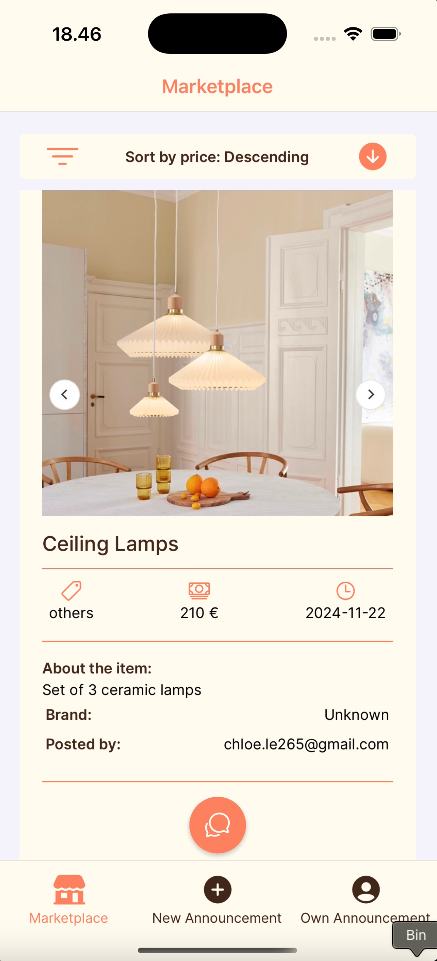 18.46
Marketplace
Sort by price: Descending
Ceiling Lamps
others 210 € 2024-11-22
About the item:
Set of 3 ceramic lamps
Brand: Unknown
Posted by: chloe.le265@gmail.com
Marketplace New Announcement Own Announcement
Bin